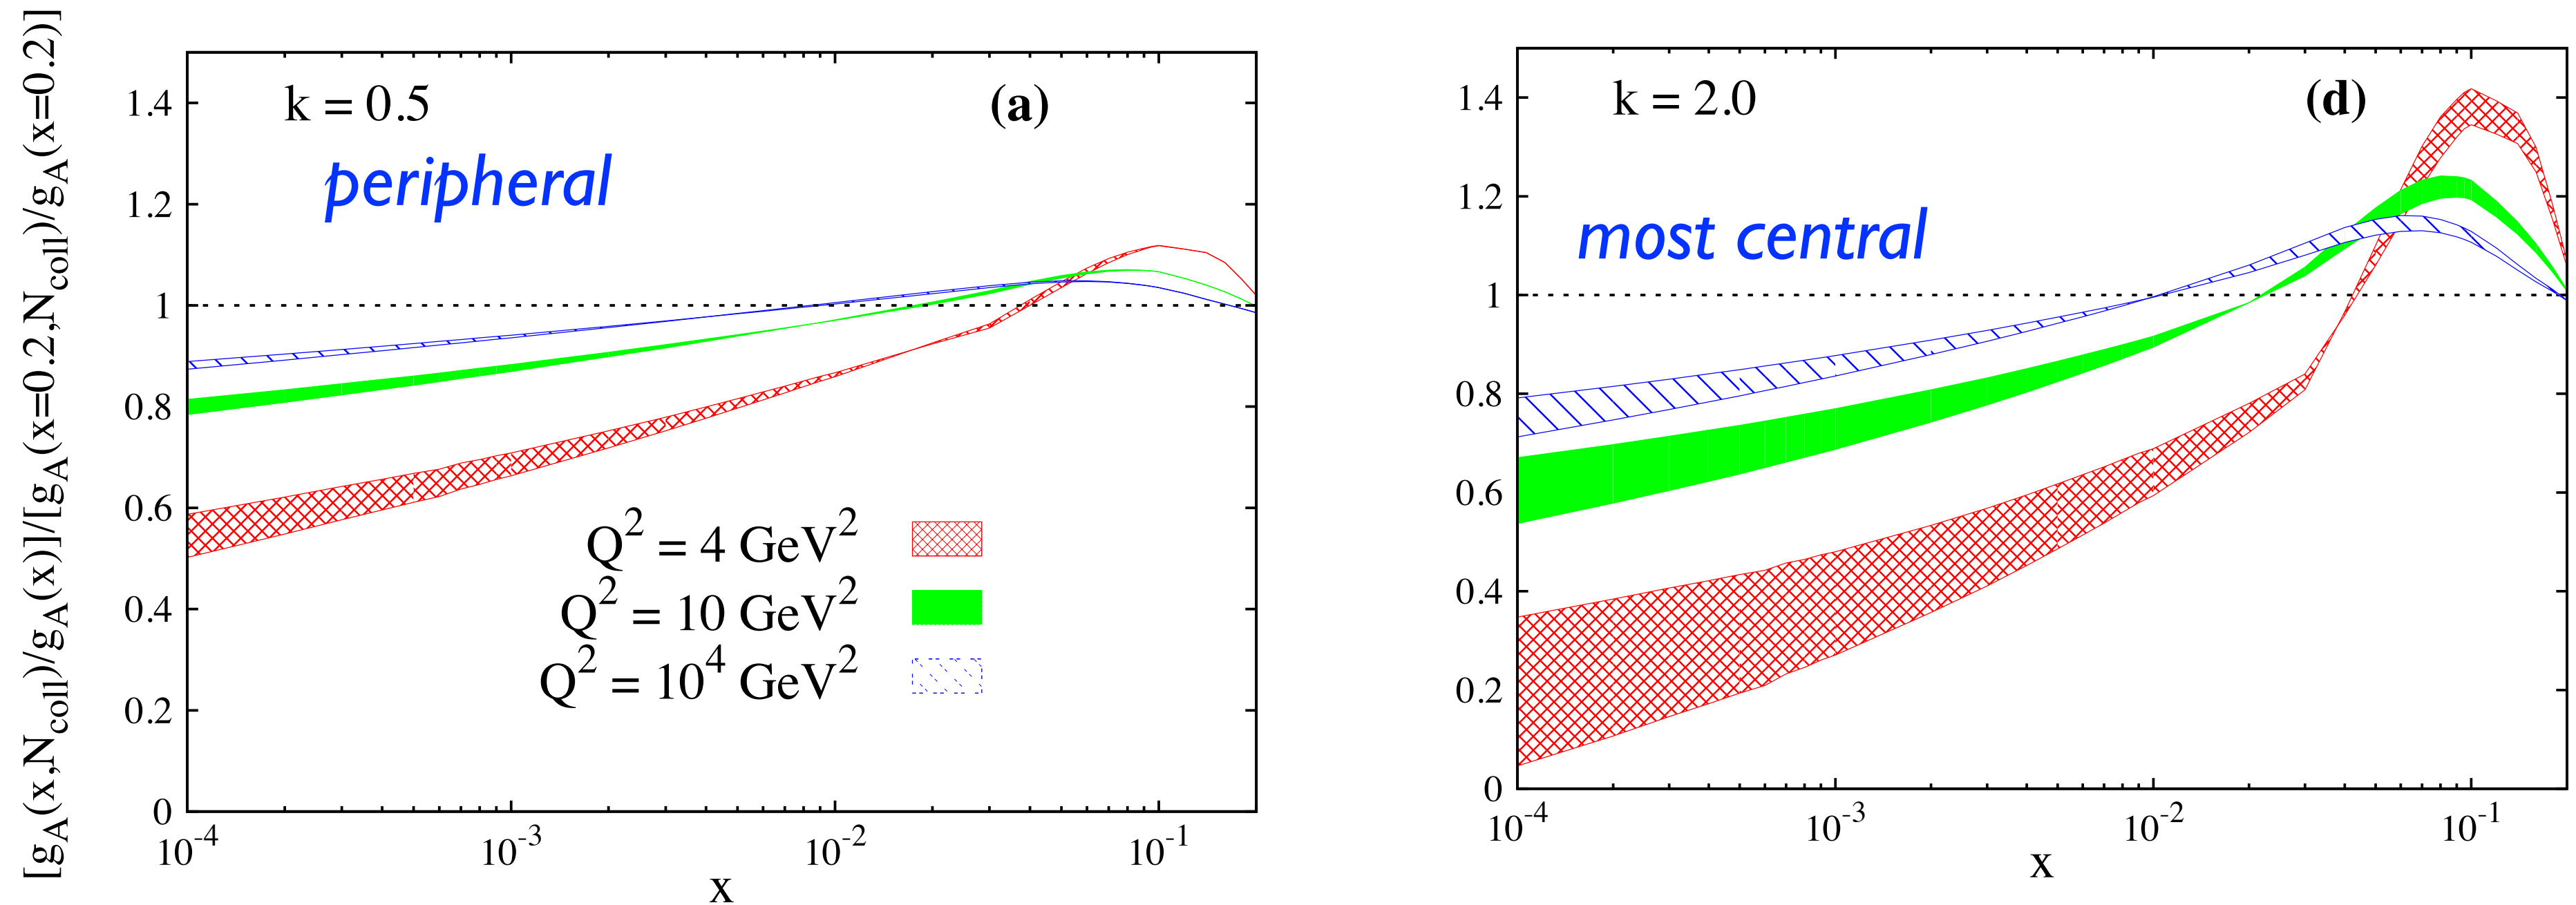 [g_A(x,N_coll)/g_A(x)]/[g_A(x=0.2,N_coll)/g_A(x=0.2)]
k = 0.5
(a)
peripheral
1.4
1.2
1
0.8
0.6
0.4
0.2
0
Q^2 = 4 GeV^2
Q^2 = 10 GeV^2
Q^2 = 10^4 GeV^2
10^-4
10^-3
10^-2
10^-1
x
k = 2.0
(d)
most central
1.4
1.2
1
0.8
0.6
0.4
0.2
0
10^-4
10^-3
10^-2
10^-1
x